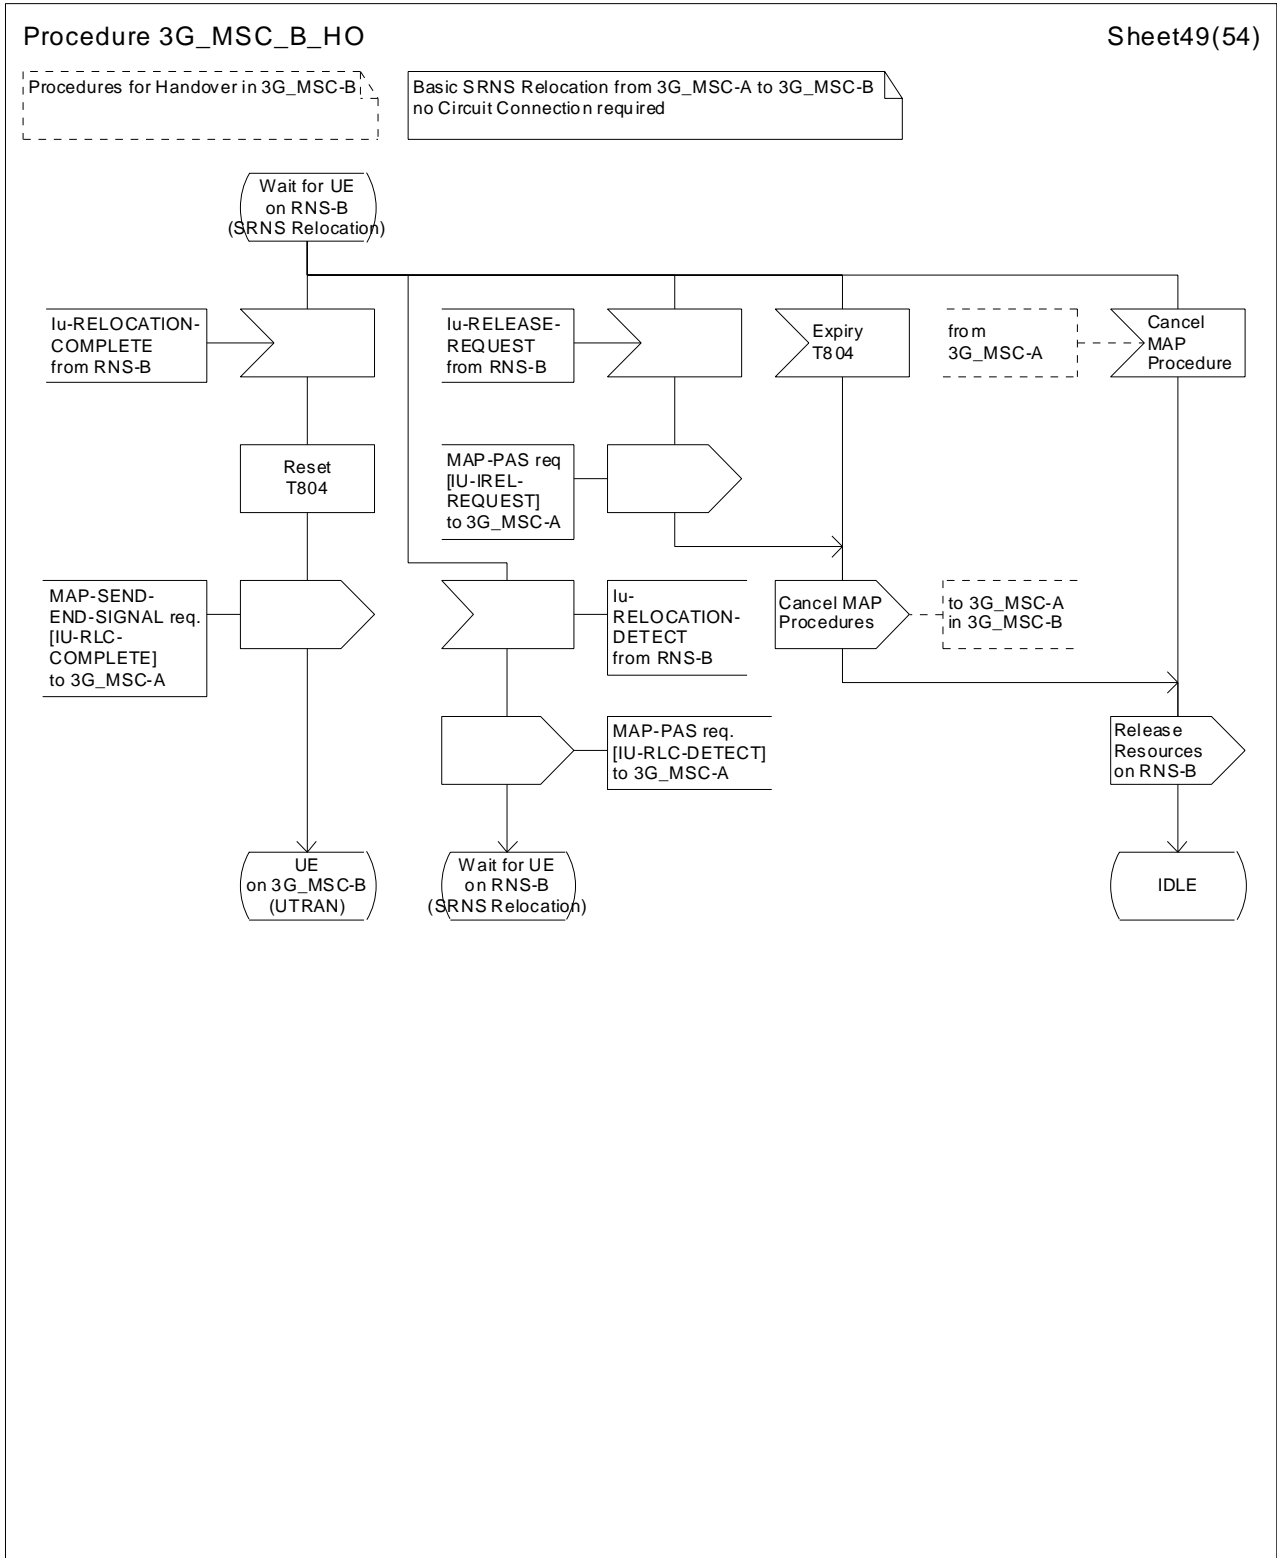 Procedure 3G_MSC_B_HO
Sheet49(54)
Procedures for Handover in 3G_MSC-B
Basic SRNS Relocation from 3G_MSC-A to 3G_MSC-B
no Circuit Connection required
Wait for UE
on RNS-B
(SRNS Relocation)
Iu-RELOCATION-
COMPLETE
from RNS-B
Iu-RELEASE-
REQUEST
from RNS-B
Expiry
T804
from
3G_MSC-A
Cancel
MAP
Procedure
Reset
T804
MAP-PAS req
[IU-IREL-
REQUEST]
to 3G_MSC-A
MAP-SEND-
END-SIGNAL req.
[IU-RLC-
COMPLETE]
to 3G_MSC-A
Iu-
RELOCATION-
DETECT
from RNS-B
Cancel MAP
Procedures
to 3G_MSC-A
in 3G_MSC-B
MAP-PAS req.
[IU-RLC-DETECT]
to 3G_MSC-A
Release
Resources
on RNS-B
UE
on 3G_MSC-B
(UTRAN)
Wait for UE
on RNS-B
(SRNS Relocation)
IDLE